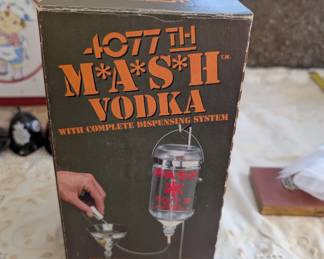 4077TH
M*A*S*H T.M.
VODKA
WITH COMPLETE DISPENSING SYSTEM
M*A*S*H